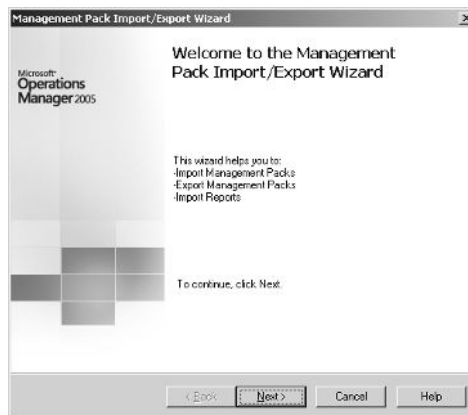 Management Pack Import/Export Wizard
Microsoft
Operations
Manager 2005
Welcome to the Management
Pack Import/Export Wizard
This wizard helps you to:
-Import Management Packs
-Export Management Packs
-Import Reports
To continue, click Next.
< Back
Next >
Cancel
Help